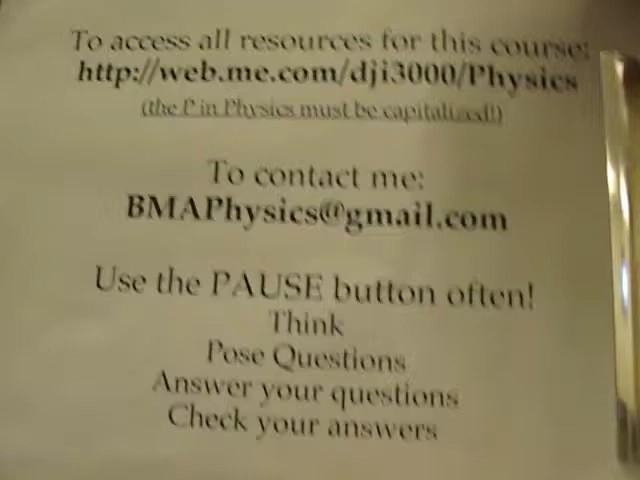 To access all resources for this course:
http://web.me.com/dji3000/Physics
(the P in Physics must be capitalized!)
To contact me:
BMAPhysics@gmail.com
Use the PAUSE button often!
Think
Pose Questions
Answer your questions
Check your answers